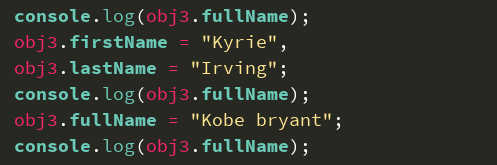 console.log(obj3.fullName);
obj3.firstName = "Kyrie",
obj3.lastName = "Irving";
console.log(obj3.fullName);
obj3.fullName = "Kobe bryant";
console.log(obj3.fullName);